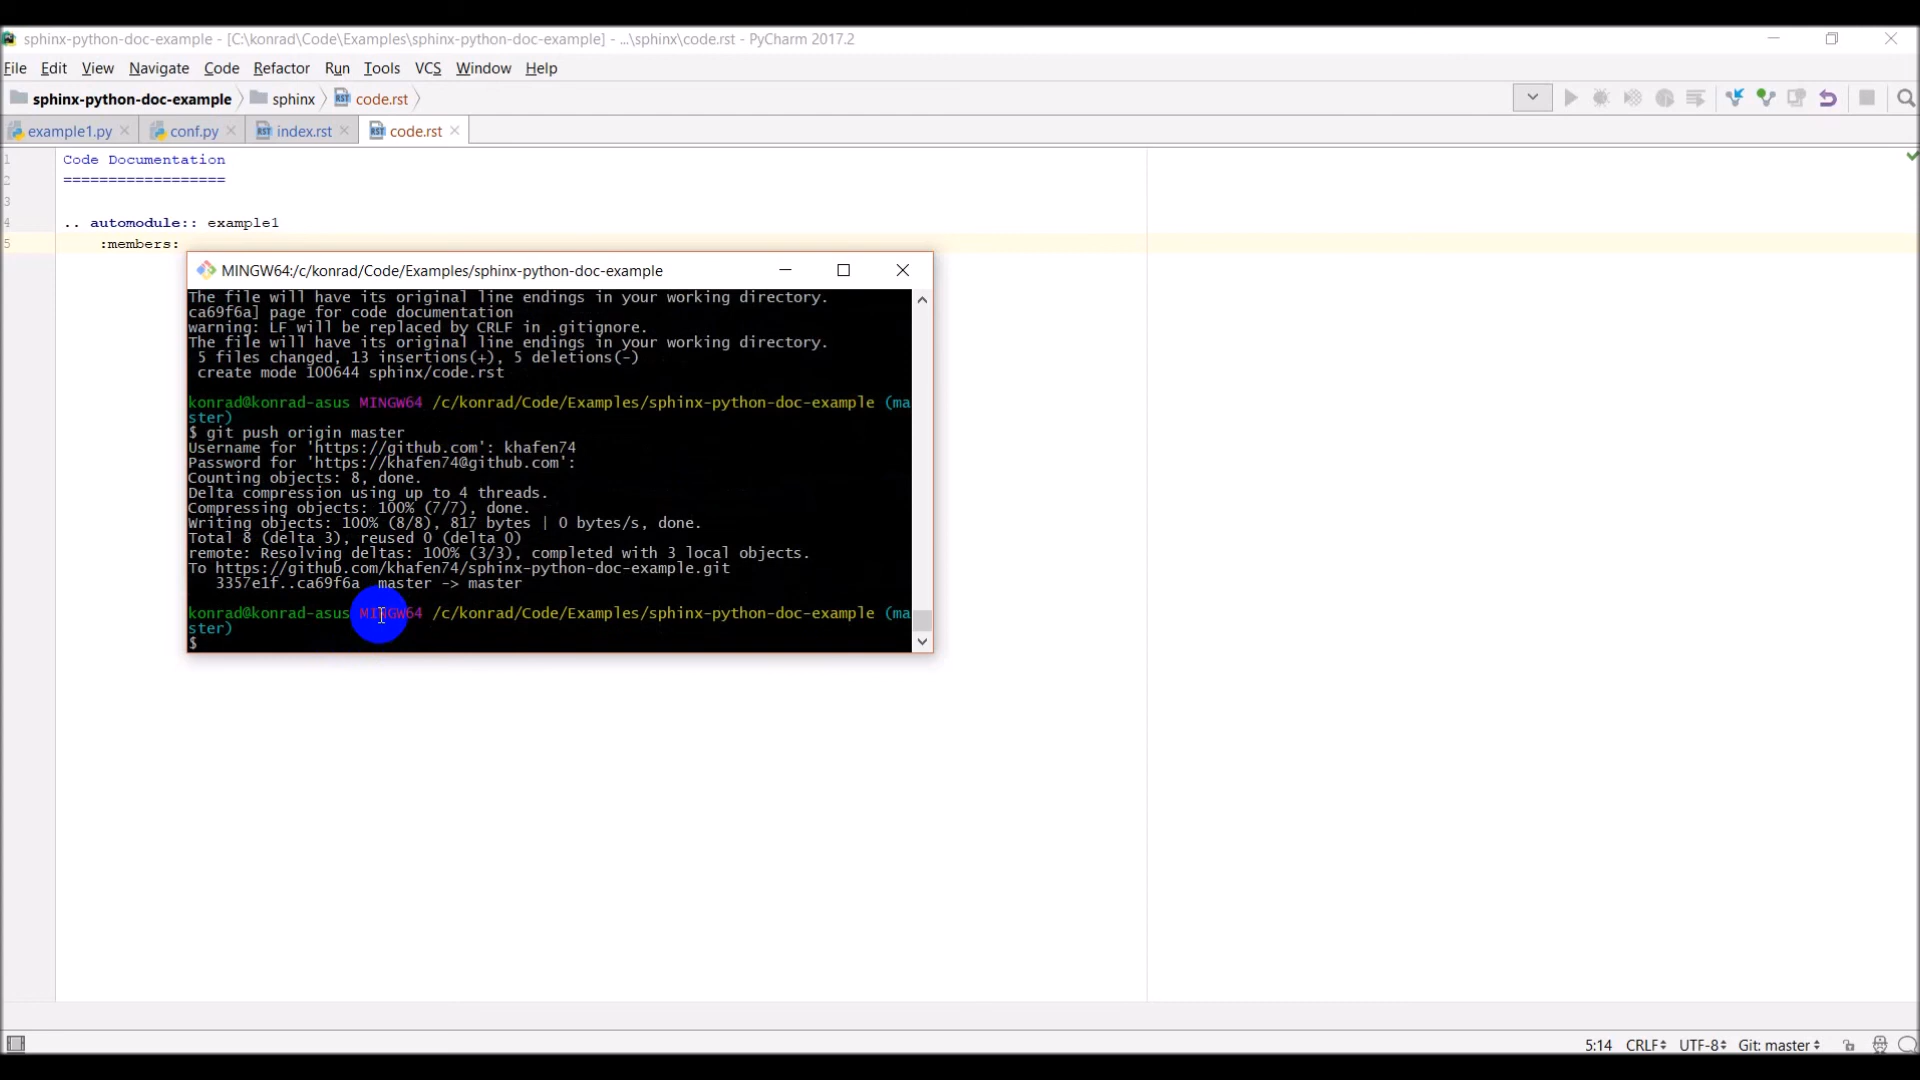 sphinx-python-doc-example - [C:\konrad\Code\Examples\sphinx-python-doc-example] - ...\sphinx\code.rst - PyCharm 2017.2
File Edit View Navigate Code Refactor Run Tools VCS Window Help
sphinx-python-doc-example sphinx code.rst
example1.py conf.py index.rst code.rst
1 Code Documentation
2 ==================
3
4 .. automodule:: example1
5 :members:
MINGW64:/c/konrad/Code/Examples/sphinx-python-doc-example
The file will have its original line endings in your working directory.
ca69f6a] page for code documentation
warning: LF will be replaced by CRLF in .gitignore.
The file will have its original line endings in your working directory.
5 files changed, 13 insertions(+), 5 deletions(-)
create mode 100644 sphinx/code.rst
konrad@konrad-asus MINGW64 /c/konrad/Code/Examples/sphinx-python-doc-example (ma
ster)
$ git push origin master
Username for 'https://github.com': khafen74
Password for 'https://khafen74@github.com':
Counting objects: 8, done.
Delta compression using up to 4 threads.
Compressing objects: 100% (7/7), done.
Writing objects: 100% (8/8), 817 bytes | 0 bytes/s, done.
Total 8 (delta 3), reused 0 (delta 0)
remote: Resolving deltas: 100% (3/3), completed with 3 local objects.
To https://github.com/khafen74/sphinx-python-doc-example.git
3357e1f..ca69f6a master -> master
konrad@konrad-asus MINGW64 /c/konrad/Code/Examples/sphinx-python-doc-example (ma
ster)
$
5:14 CRLF UTF-8 Git: master